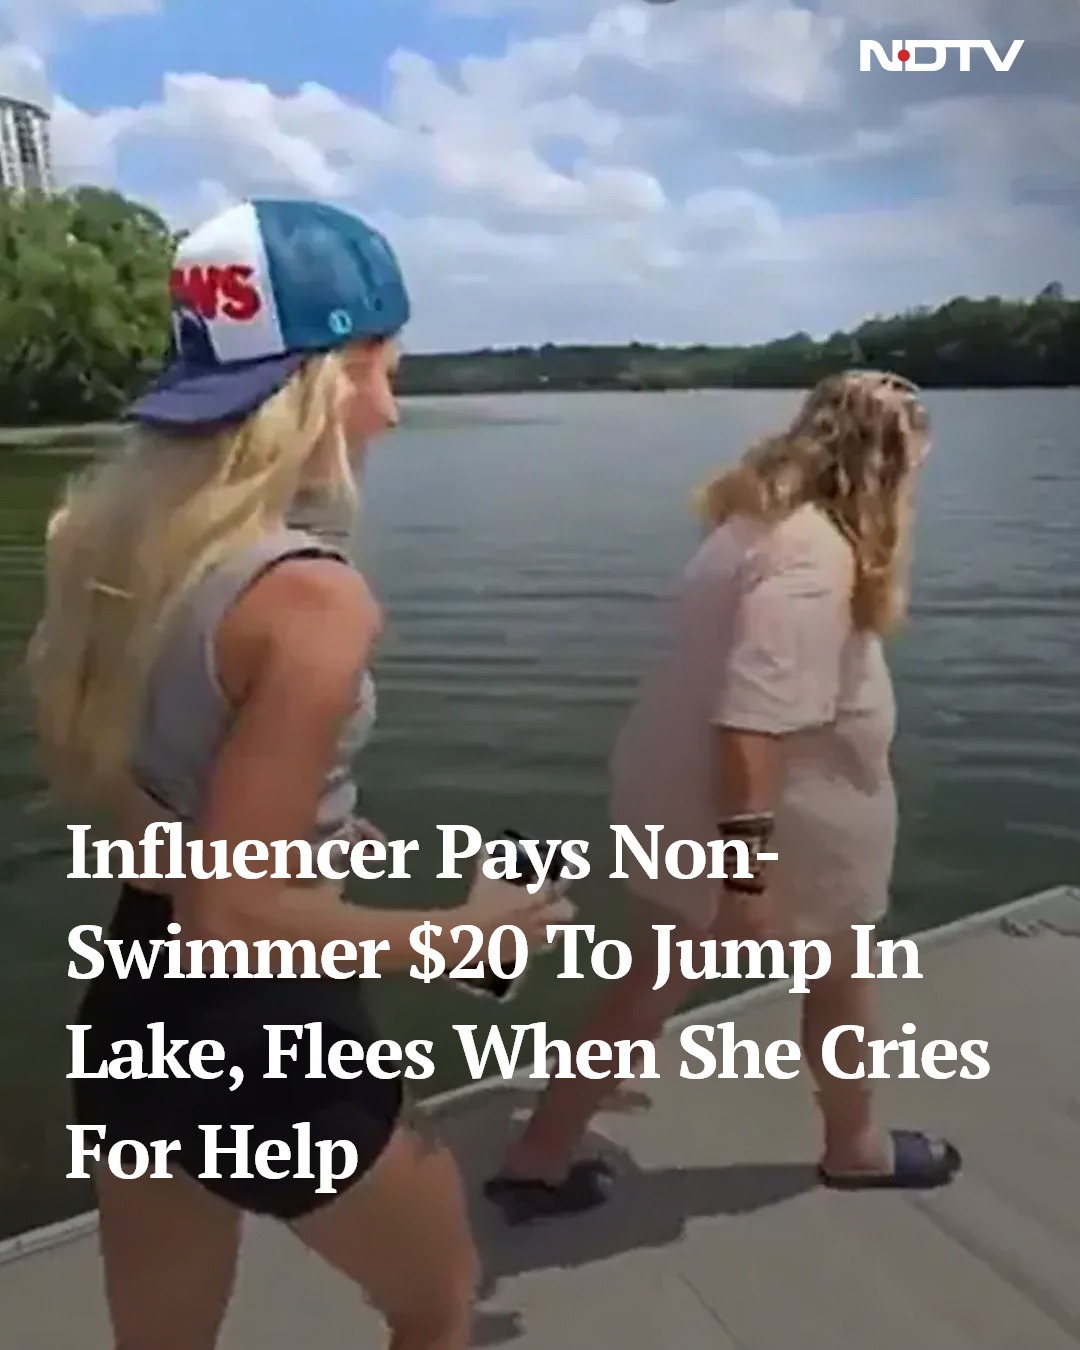 NDTV
WS
Influencer Pays Non-
Swimmer $20 To Jump In
Lake, Flees When She Cries
For Help